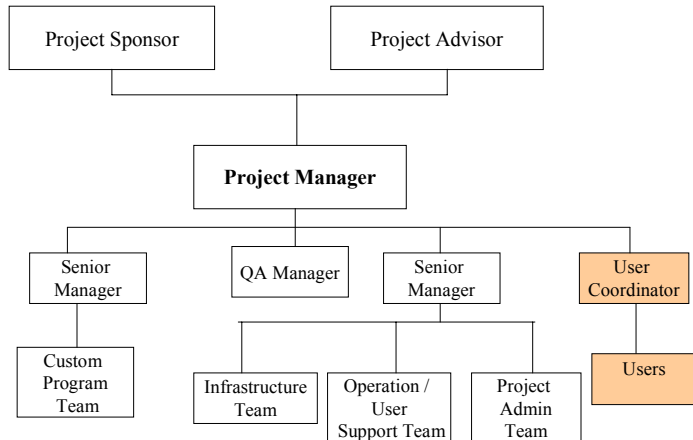 Project Sponsor
Project Advisor
Project Manager
Senior
Manager
QA Manager
Senior
Manager
User
Coordinator
Custom
Program
Team
Infrastructure
Team
Operation /
User
Support Team
Project
Admin
Team
Users